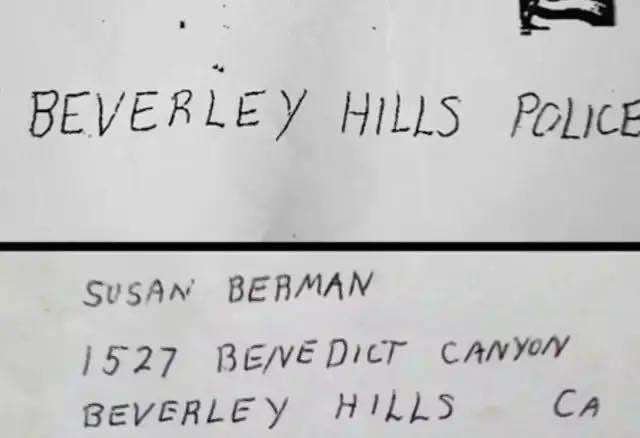 BEVERLEY HILLS POLICE
SUSAN BERMAN
1527 BENEDICT CANYON
BEVERLEY HILLS CA